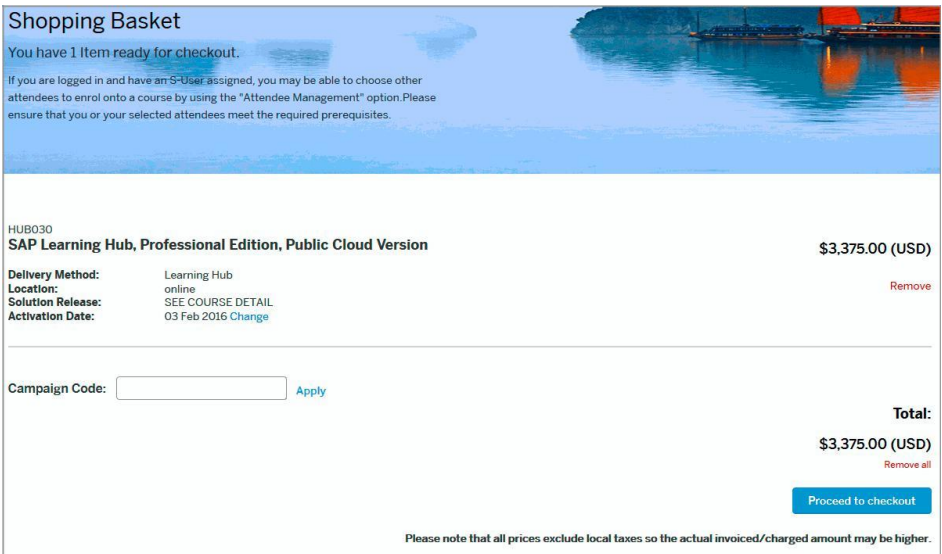 Shopping Basket
You have 1 Item ready for checkout.
If you are logged in and have an S-User assigned, you may be able to choose other
attendees to enrol onto a course by using the "Attendee Management" option.Please
ensure that you or your selected attendees meet the required prerequisites.
HUB030
SAP Learning Hub, Professional Edition, Public Cloud Version
$3,375.00 (USD)
Delivery Method: Learning Hub
Remove
Location: online
Solution Release: SEE COURSE DETAIL
Activation Date: 03 Feb 2016 Change
Campaign Code: Apply
Total:
$3,375.00 (USD)
Remove all
Proceed to checkout
Please note that all prices exclude local taxes so the actual invoiced/charged amount may be higher.